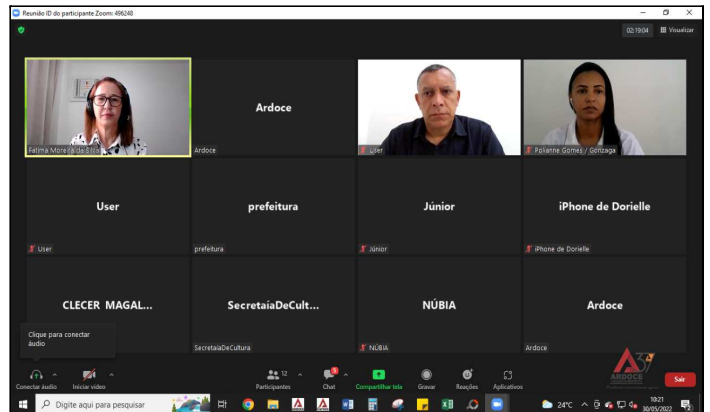 Reunião ID do participante Zoom: 496248
02:19:04 Visualizar
Fatima Moreira da Silva
Ardoce
Ardoce
User
Polianne Gomes / Gonzaga
User
User
prefeitura
prefeitura
Júnior
Júnior
iPhone de Dorielle
iPhone de Dorielle
CLECER MAGAL...
SecretaíaDeCult...
SecretaíaDeCultura
NÚBIA
NÚBIA
Ardoce
Ardoce
Clique para conectar
áudio
Conectar áudio
Iniciar vídeo
12
Participantes
Chat
Compartilhar tela
Gravar
Reações
Aplicativos
ARDOCE
Sair
Digite aqui para pesquisar
24°C
10:21
30/05/2022